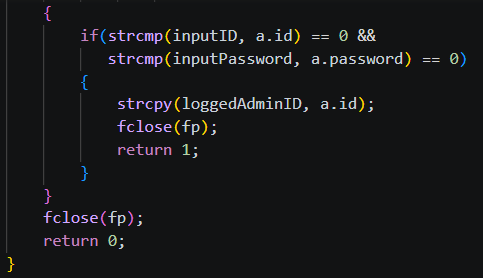 {
if(strcmp(inputID, a.id) == 0 &&
strcmp(inputPassword, a.password) == 0)
{
strcpy(loggedAdminID, a.id);
fclose(fp);
return 1;
}
}
fclose(fp);
return 0;
}